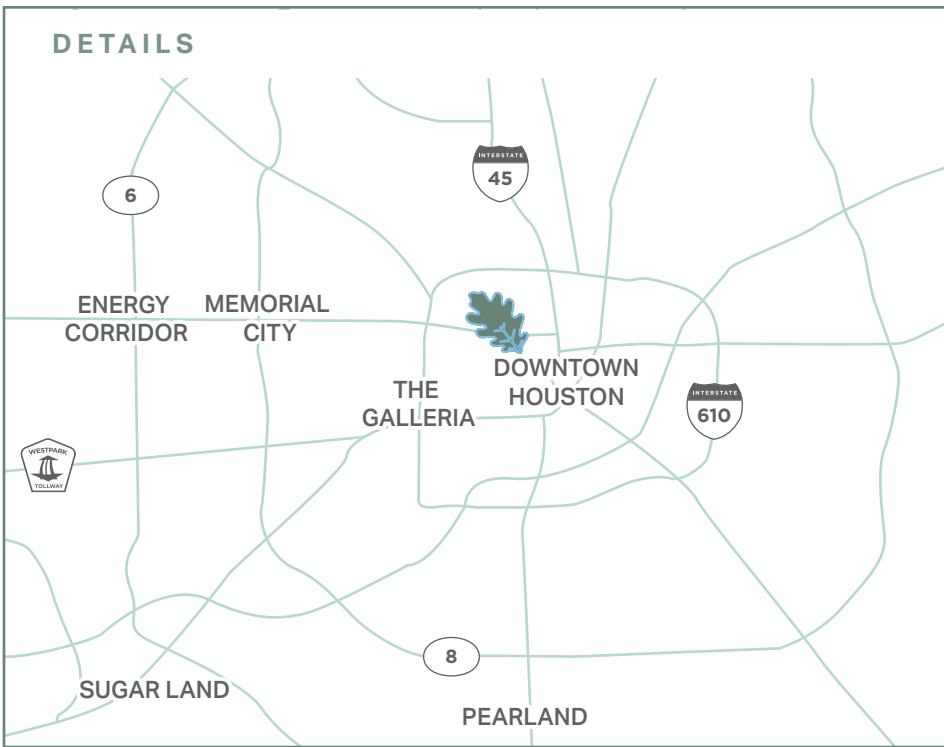 DETAILS
INTERSTATE
45
6
ENERGY
CORRIDOR
MEMORIAL
CITY
DOWNTOWN
HOUSTON
THE
GALLERIA
INTERSTATE
610
WESTPARK
TOLLWAY
8
SUGAR LAND
PEARLAND